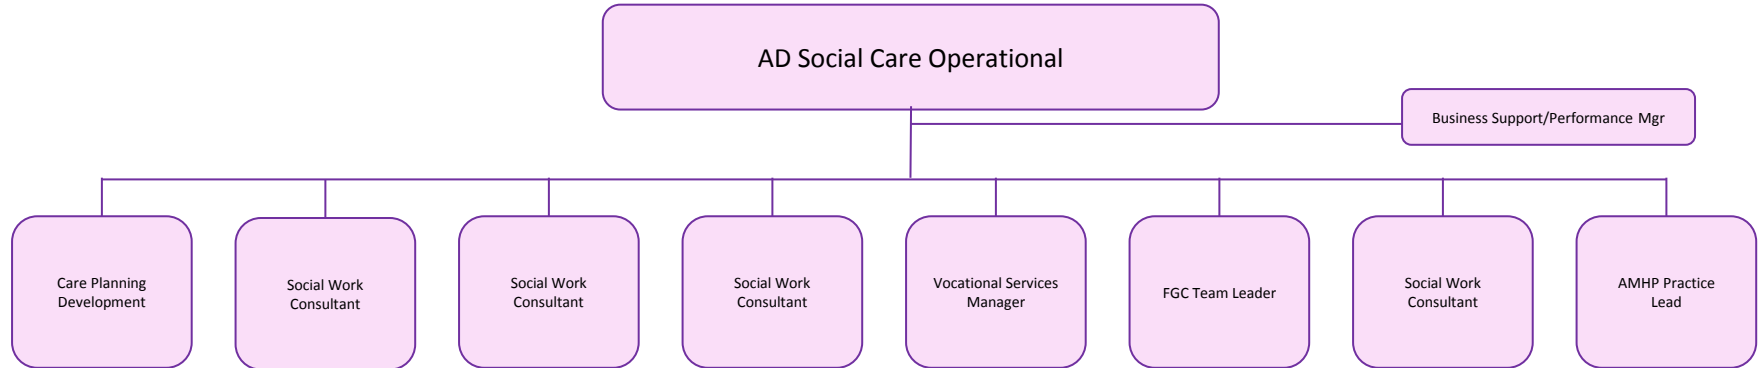 AD Social Care Operational
Business Support/Performance Mgr
Care Planning
Development
Social Work
Consultant
Social Work
Consultant
Social Work
Consultant
Vocational Services
Manager
FGC Team Leader
Social Work
Consultant
AMHP Practice
Lead